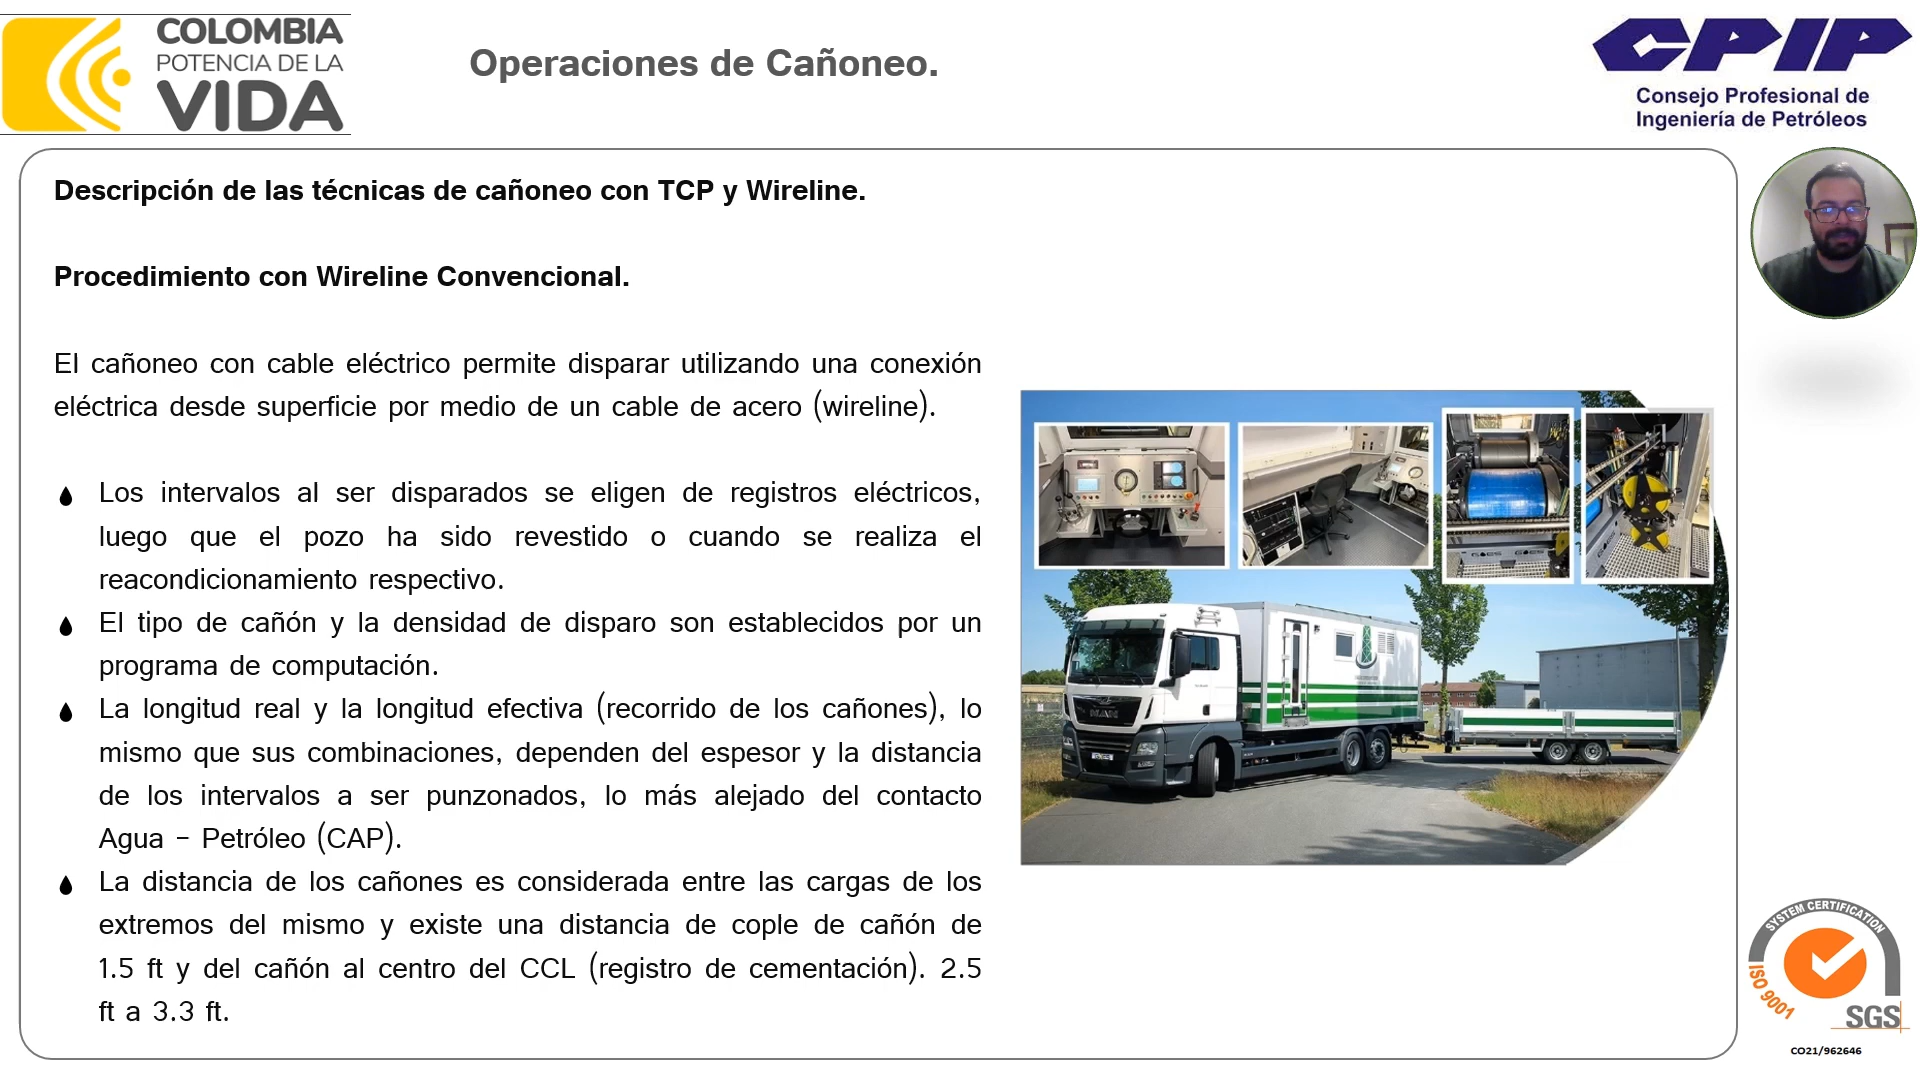 COLOMBIA
POTENCIA DE LA
VIDA
Operaciones de Cañoneo.
CPIP
Consejo Profesional de
Ingeniería de Petróleos
Descripción de las técnicas de cañoneo con TCP y Wireline.
Procedimiento con Wireline Convencional.
El cañoneo con cable eléctrico permite disparar utilizando una conexión
eléctrica desde superficie por medio de un cable de acero (wireline).
Los intervalos al ser disparados se eligen de registros eléctricos,
luego que el pozo ha sido revestido o cuando se realiza el
reacondicionamiento respectivo.
El tipo de cañón y la densidad de disparo son establecidos por un
programa de computación.
La longitud real y la longitud efectiva (recorrido de los cañones), lo
mismo que sus combinaciones, dependen del espesor y la distancia
de los intervalos a ser punzonados, lo más alejado del contacto
Agua – Petróleo (CAP).
La distancia de los cañones es considerada entre las cargas de los
extremos del mismo y existe una distancia de cople de cañón de
1.5 ft y del cañón al centro del CCL (registro de cementación). 2.5
ft a 3.3 ft.
MAN
SYSTEM CERTIFICATION
ISO 9001
SGS
CO21/962646